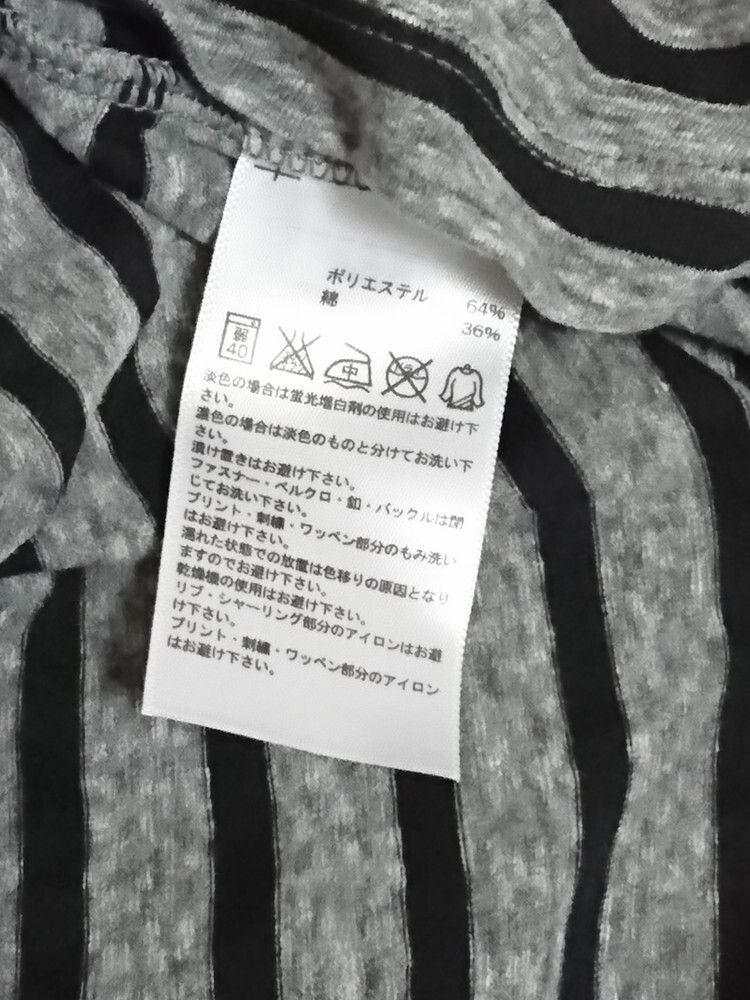 ポリエステル 64%
綿 36%
弱
40
中
淡色の場合は蛍光増白剤の使用はお避け下
さい。
濃色の場合は淡色のものと分けてお洗い下
さい。
漬け置きはお避け下さい。
ファスナー・ベルクロ・釦・バックルは閉
じてお洗い下さい。
プリント・刺繍・ワッペン部分のもみ洗い
はお避け下さい。
濡れた状態での放置は色移りの原因となり
ますのでお避け下さい。
乾燥機の使用はお避け下さい。
リブ・シャーリング部分のアイロンはお避
け下さい。
プリント・刺繍・ワッペン部分のアイロン
はお避け下さい。